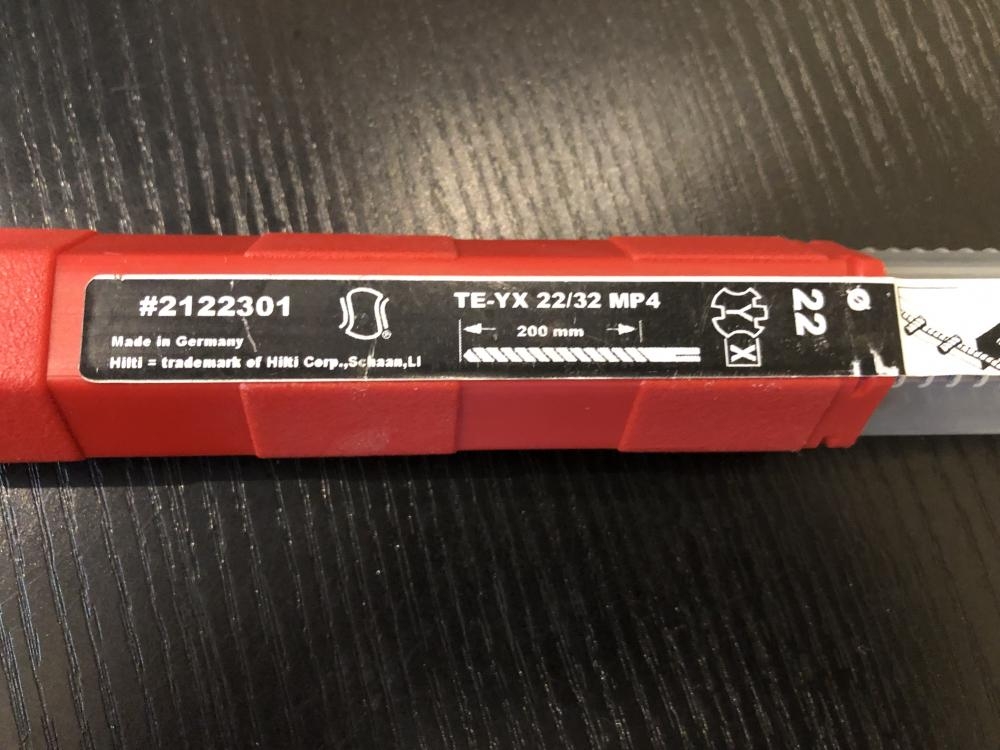 #2122301
Made in Germany
Hilti = trademark of Hilti Corp.,Schaan,LI
®
TE-YX 22/32 MP4
200 mm
Y
X
22
Ø